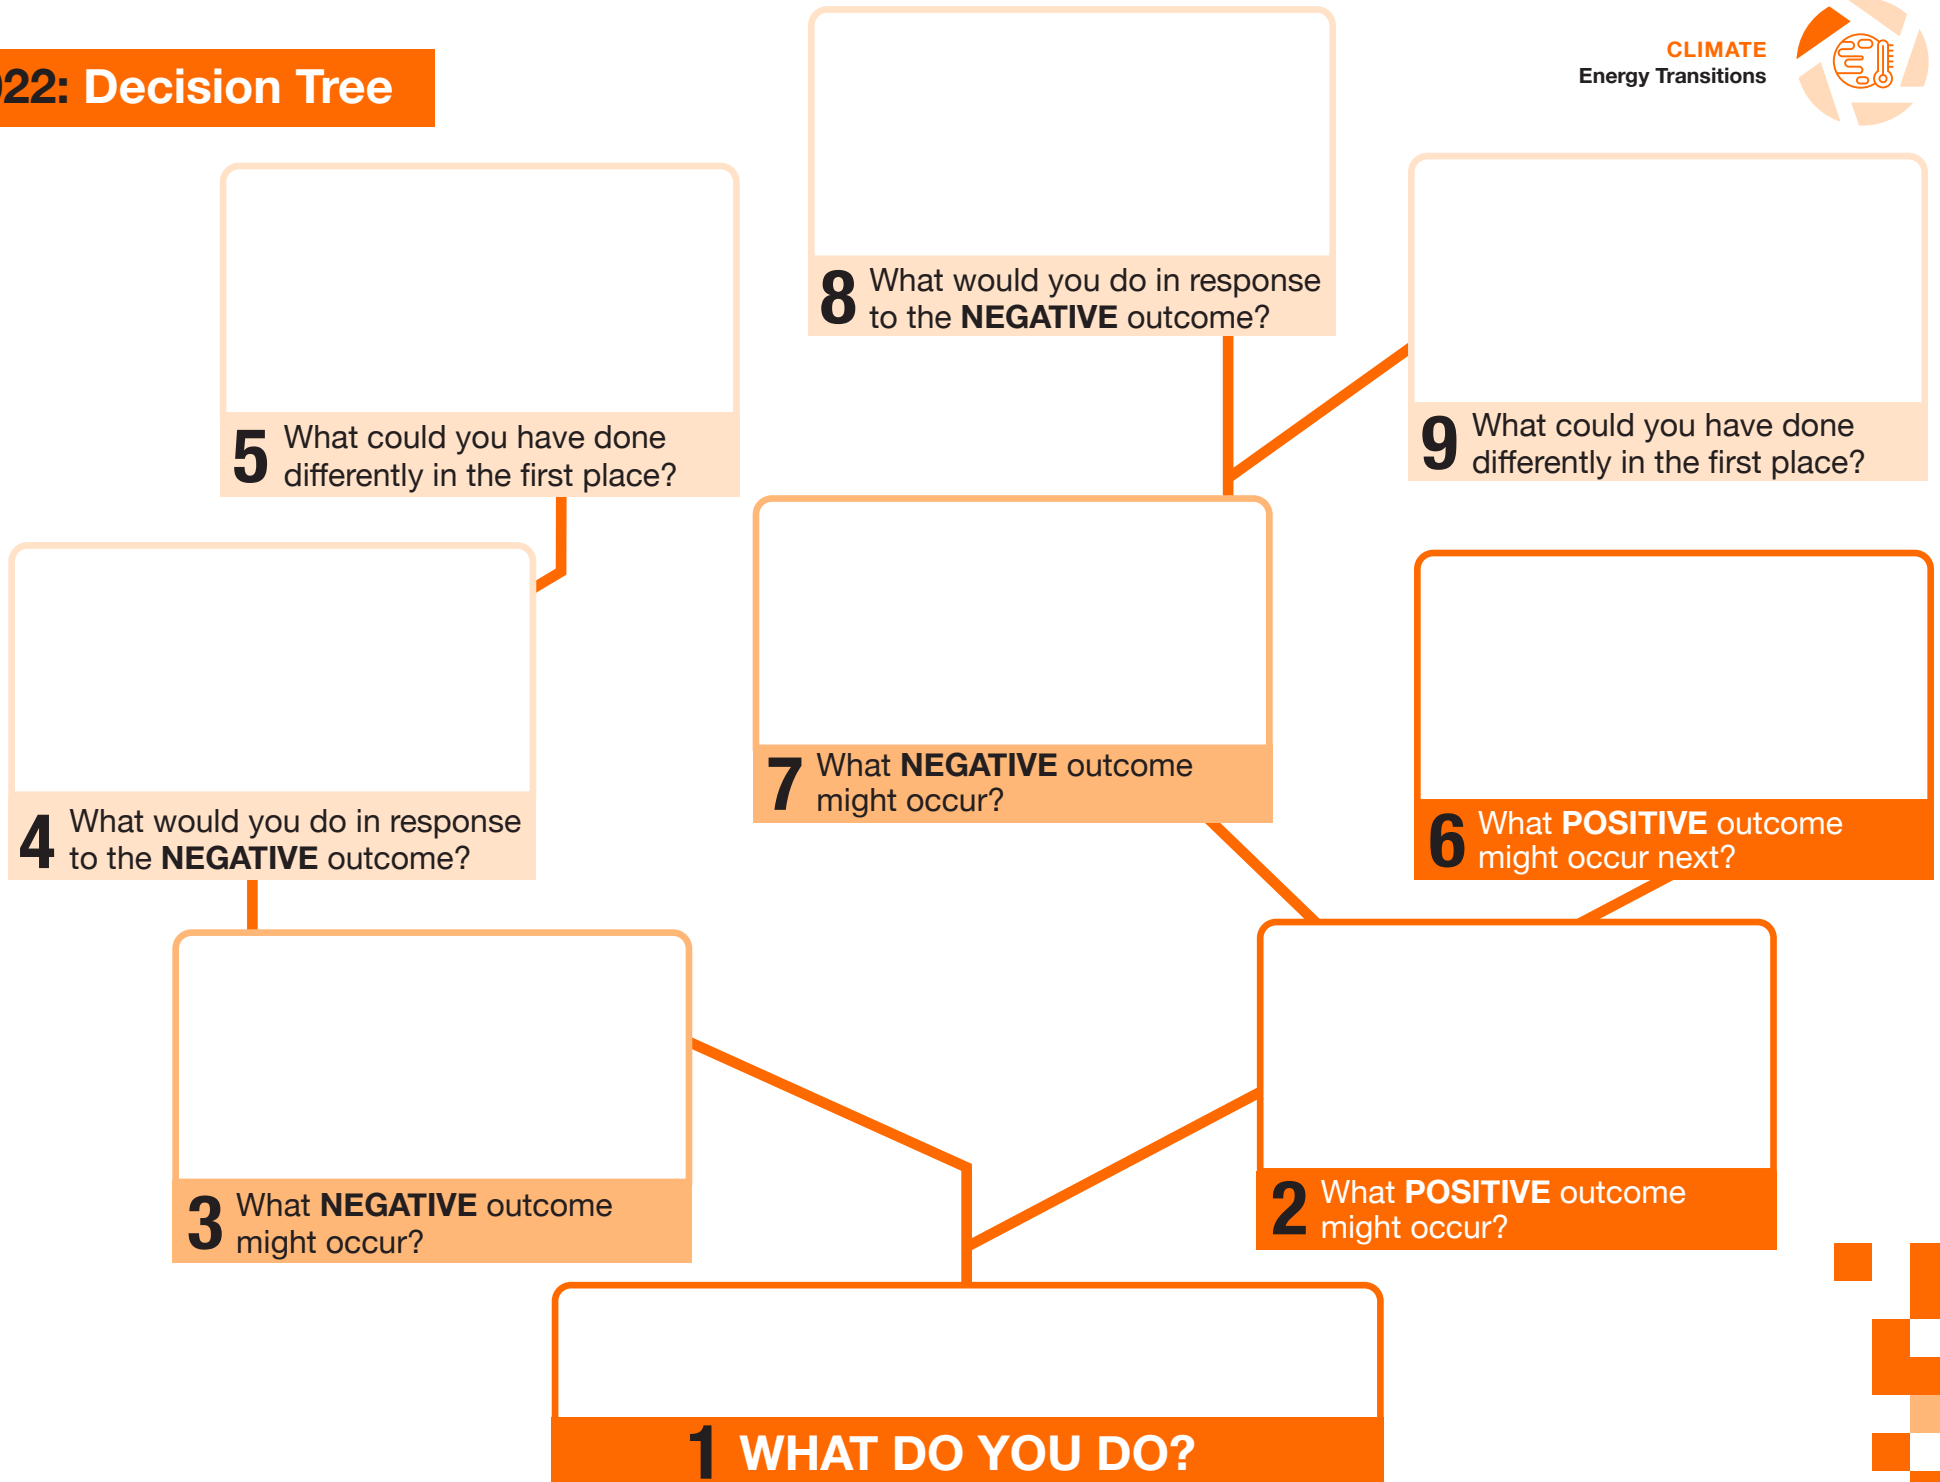 022: Decision Tree
CLIMATE
Energy Transitions
8 What would you do in response
to the NEGATIVE outcome?
5 What could you have done
differently in the first place?
9 What could you have done
differently in the first place?
4 What would you do in response
to the NEGATIVE outcome?
7 What NEGATIVE outcome
might occur?
6 What POSITIVE outcome
might occur next?
3 What NEGATIVE outcome
might occur?
2 What POSITIVE outcome
might occur?
1 WHAT DO YOU DO?